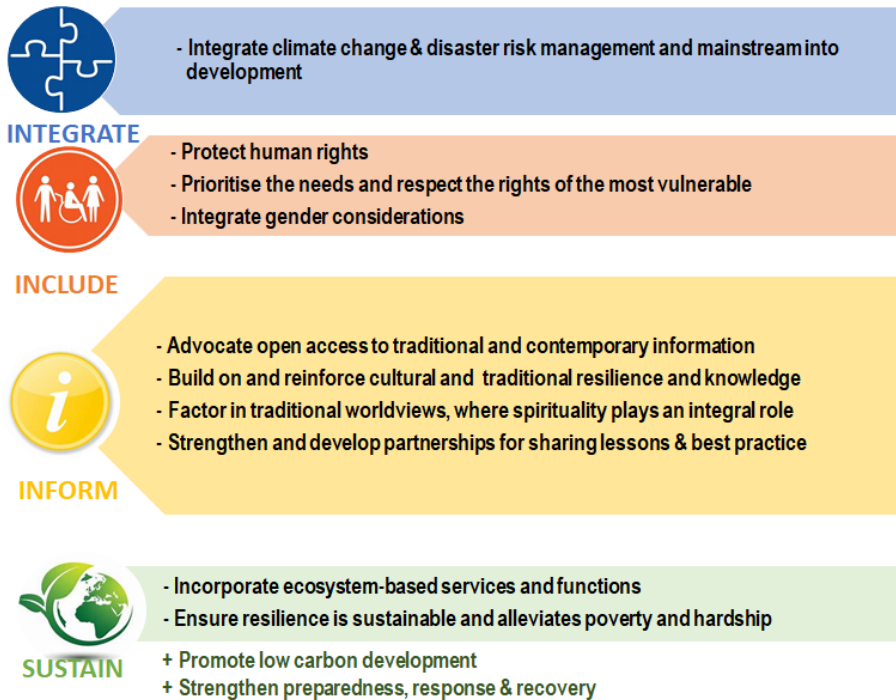 - Integrate climate change & disaster risk management and mainstream into
development
INTEGRATE
- Protect human rights
- Prioritise the needs and respect the rights of the most vulnerable
- Integrate gender considerations
INCLUDE
- Advocate open access to traditional and contemporary information
- Build on and reinforce cultural and traditional resilience and knowledge
- Factor in traditional worldviews, where spirituality plays an integral role
- Strengthen and develop partnerships for sharing lessons & best practice
i
INFORM
- Incorporate ecosystem-based services and functions
- Ensure resilience is sustainable and alleviates poverty and hardship
SUSTAIN
+ Promote low carbon development
+ Strengthen preparedness, response & recovery